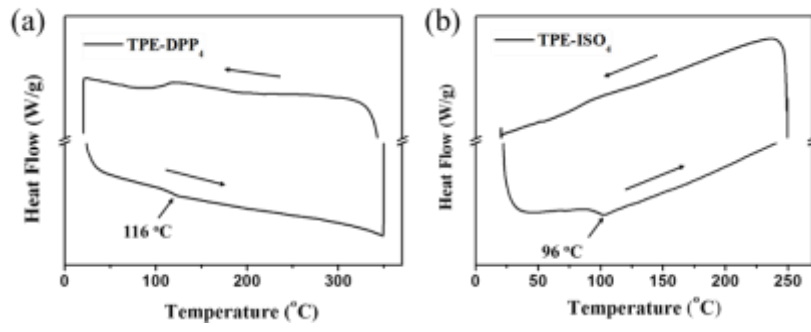 (a)
TPE-DPP₄
Heat Flow (W/g)
116 °C
0 100 200 300
Temperature (°C)
(b)
TPE-ISO₄
Heat Flow (W/g)
96 °C
0 50 100 150 200 250
Temperature (°C)